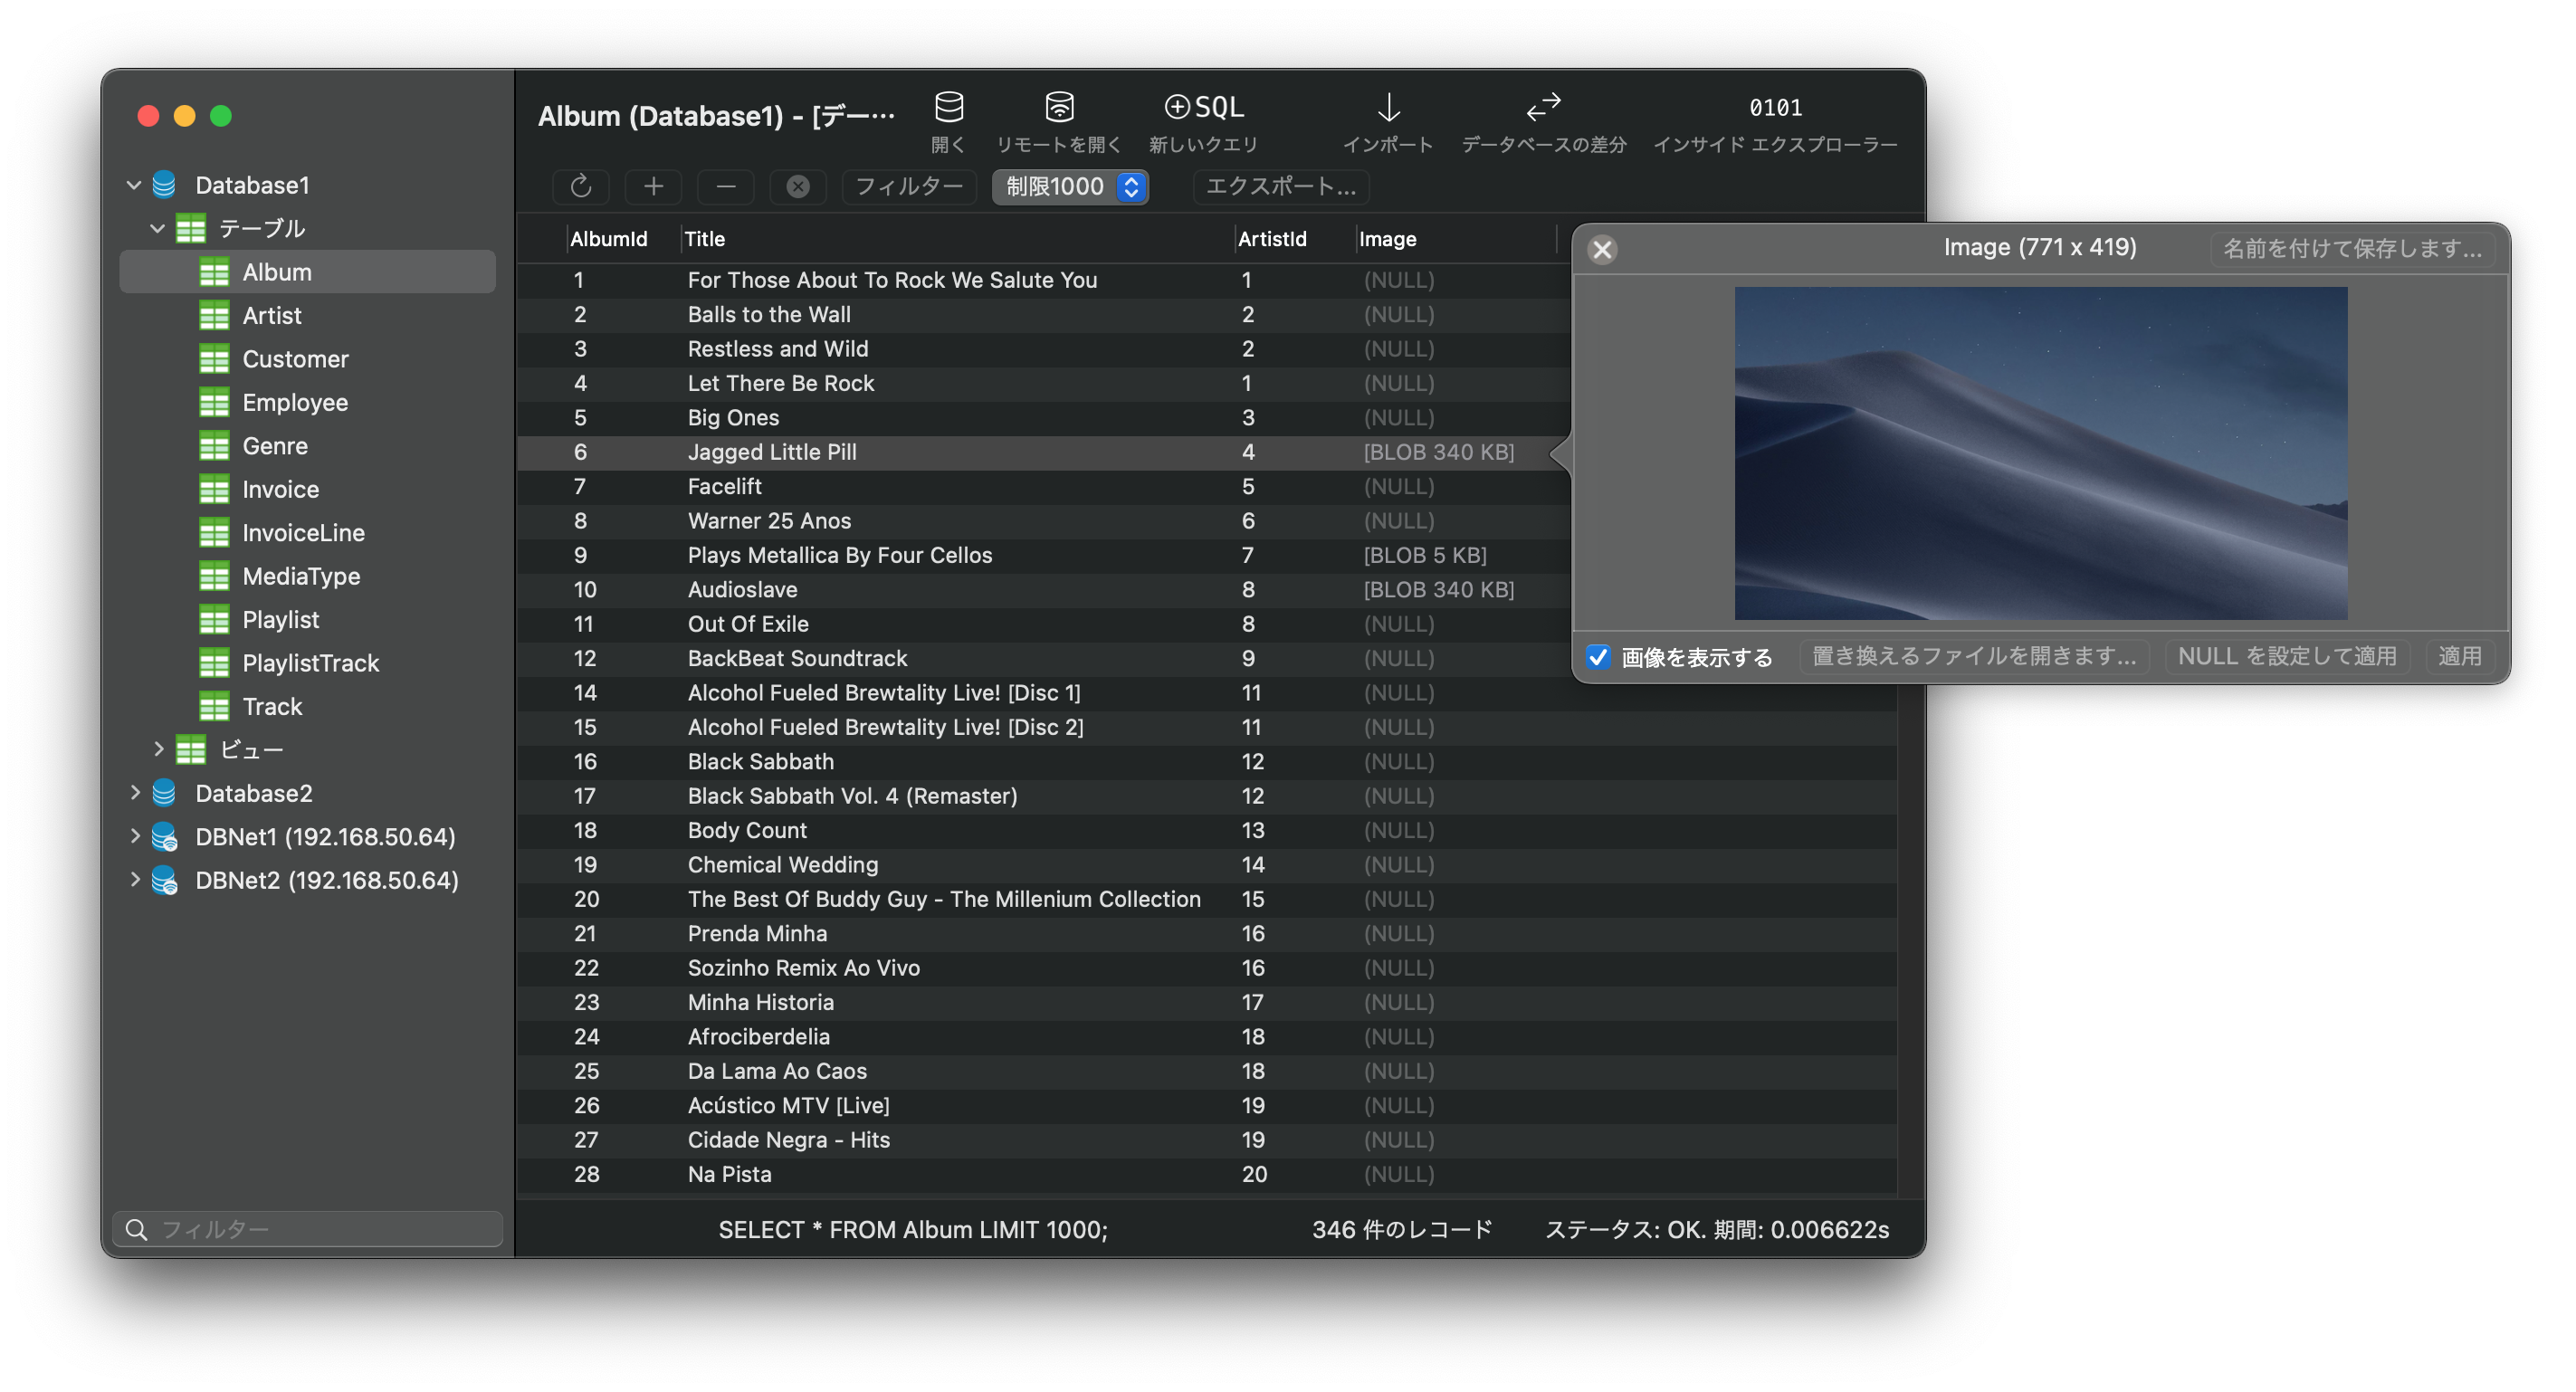 Album (Database1) - [デー…
開く
リモートを開く
SQL
新しいクエリ
インポート
データベースの差分
0101
インサイド エクスプローラー
フィルター
制限1000
エクスポート...
Database1
テーブル
Album
Artist
Customer
Employee
Genre
Invoice
InvoiceLine
MediaType
Playlist
PlaylistTrack
Track
ビュー
Database2
DBNet1 (192.168.50.64)
DBNet2 (192.168.50.64)
フィルター
AlbumId Title ArtistId Image
1 For Those About To Rock We Salute You 1 (NULL)
2 Balls to the Wall 2 (NULL)
3 Restless and Wild 2 (NULL)
4 Let There Be Rock 1 (NULL)
5 Big Ones 3 (NULL)
6 Jagged Little Pill 4 [BLOB 340 KB]
7 Facelift 5 (NULL)
8 Warner 25 Anos 6 (NULL)
9 Plays Metallica By Four Cellos 7 [BLOB 5 KB]
10 Audioslave 8 [BLOB 340 KB]
11 Out Of Exile 8 (NULL)
12 BackBeat Soundtrack 9 (NULL)
14 Alcohol Fueled Brewtality Live! [Disc 1] 11 (NULL)
15 Alcohol Fueled Brewtality Live! [Disc 2] 11 (NULL)
16 Black Sabbath 12 (NULL)
17 Black Sabbath Vol. 4 (Remaster) 12 (NULL)
18 Body Count 13 (NULL)
19 Chemical Wedding 14 (NULL)
20 The Best Of Buddy Guy - The Millenium Collection 15 (NULL)
21 Prenda Minha 16 (NULL)
22 Sozinho Remix Ao Vivo 16 (NULL)
23 Minha Historia 17 (NULL)
24 Afrociberdelia 18 (NULL)
25 Da Lama Ao Caos 18 (NULL)
26 Acústico MTV [Live] 19 (NULL)
27 Cidade Negra - Hits 19 (NULL)
28 Na Pista 20 (NULL)
SELECT * FROM Album LIMIT 1000;
346 件のレコード
ステータス: OK. 期間: 0.006622s
Image (771 x 419)
名前を付けて保存します...
画像を表示する
置き換えるファイルを開きます...
NULL を設定して適用
適用